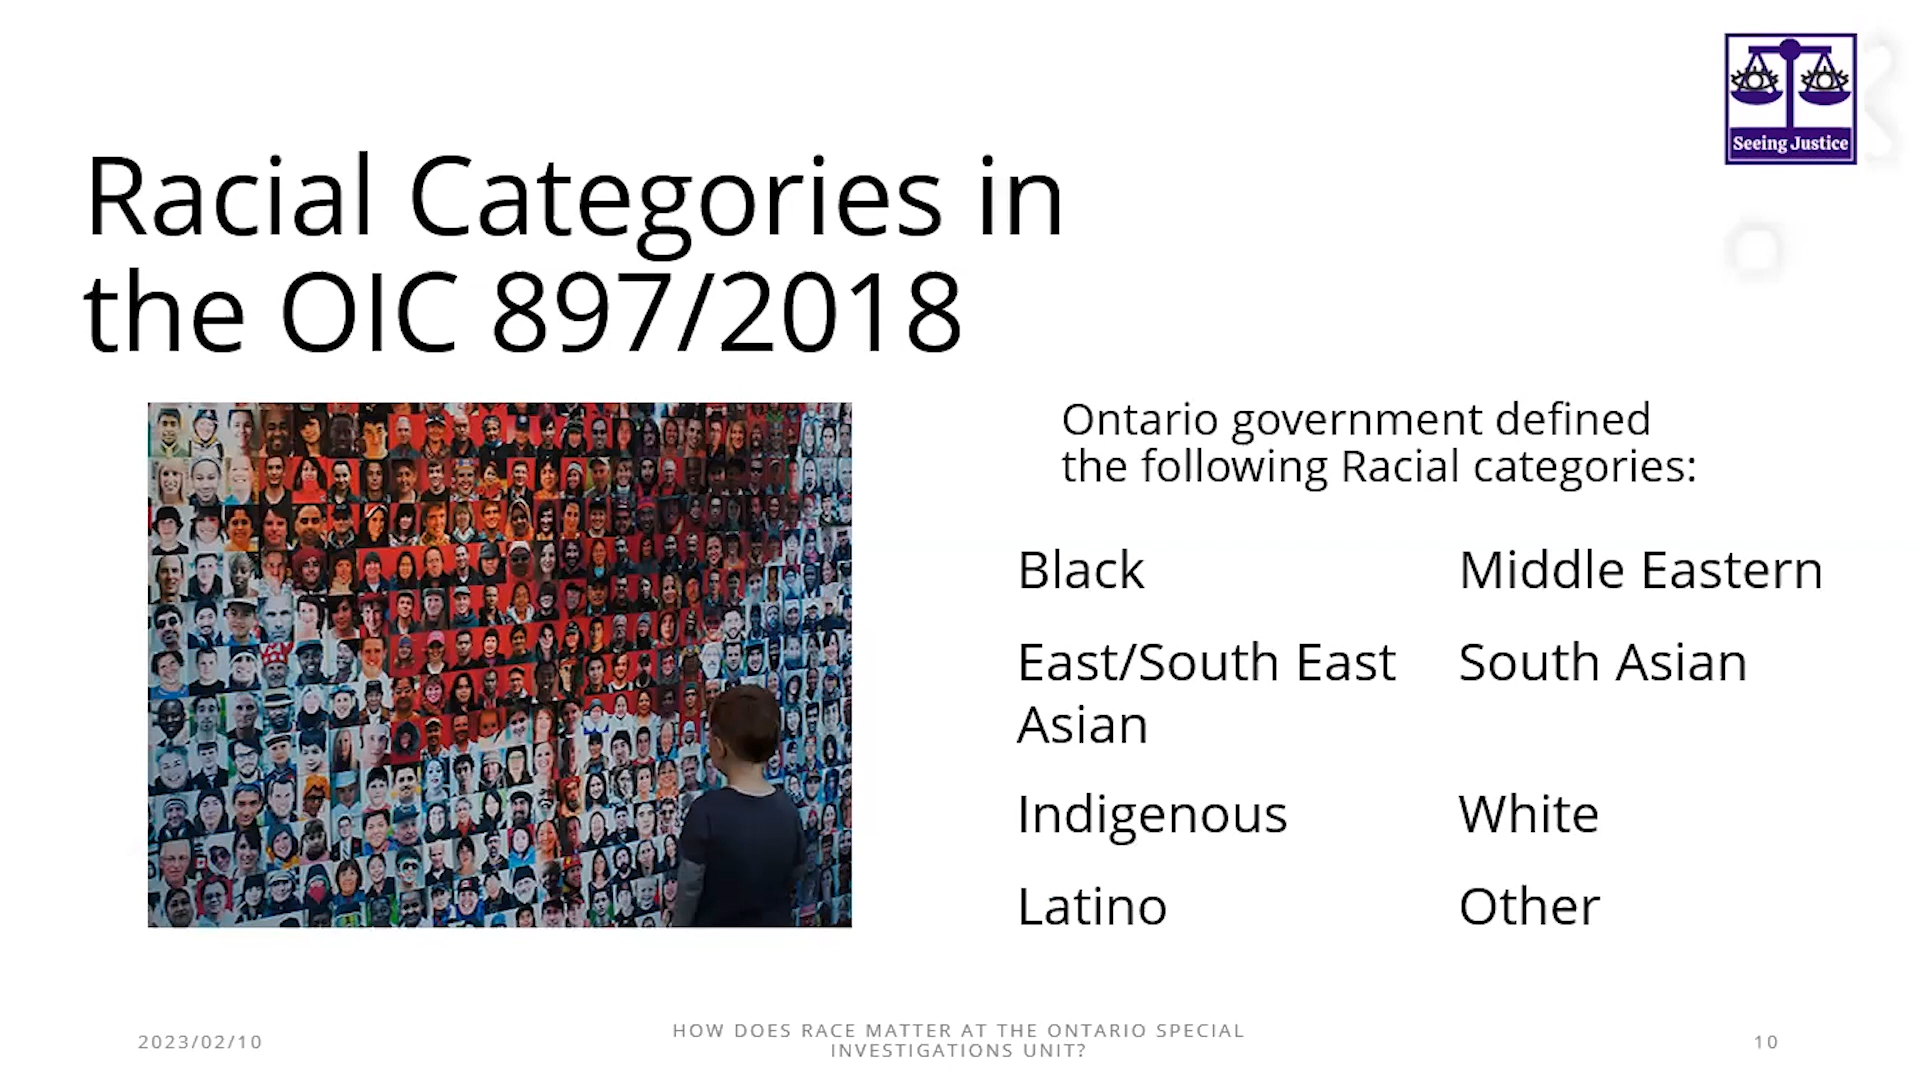 Seeing Justice
Racial Categories in
the OIC 897/2018
Ontario government defined
the following Racial categories:
Black
Middle Eastern
East/South East
Asian
South Asian
Indigenous
White
Latino
Other
2023/02/10
HOW DOES RACE MATTER AT THE ONTARIO SPECIAL
INVESTIGATIONS UNIT?
10